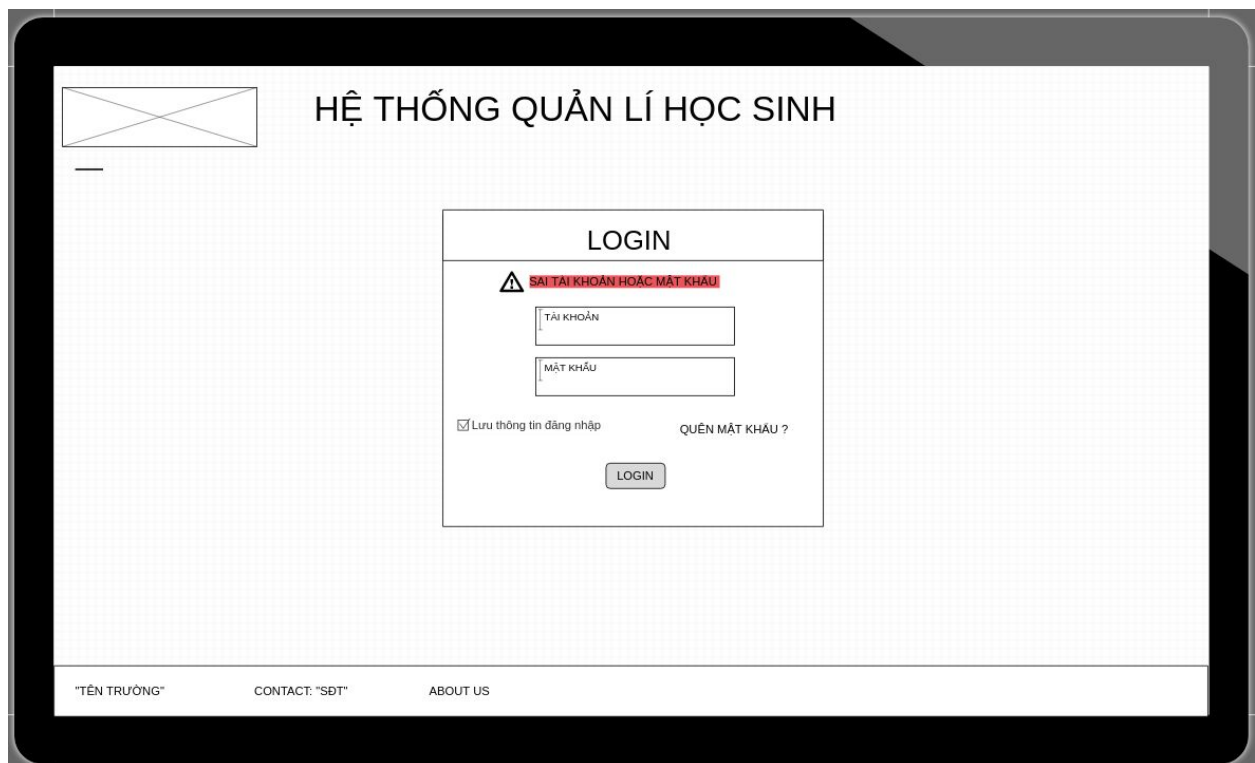 HỆ THỐNG QUẢN LÍ HỌC SINH
LOGIN
SAI TÀI KHOẢN HOẶC MẬT KHẨU
TÀI KHOẢN
MẬT KHẨU
Lưu thông tin đăng nhập
QUÊN MẬT KHẨU ?
LOGIN
"TÊN TRƯỜNG" CONTACT: "SĐT" ABOUT US